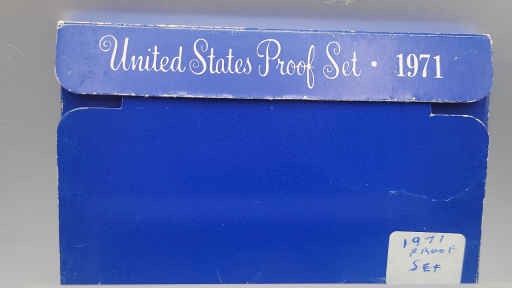 United States Proof Set · 1971
1971
PROOF
SET